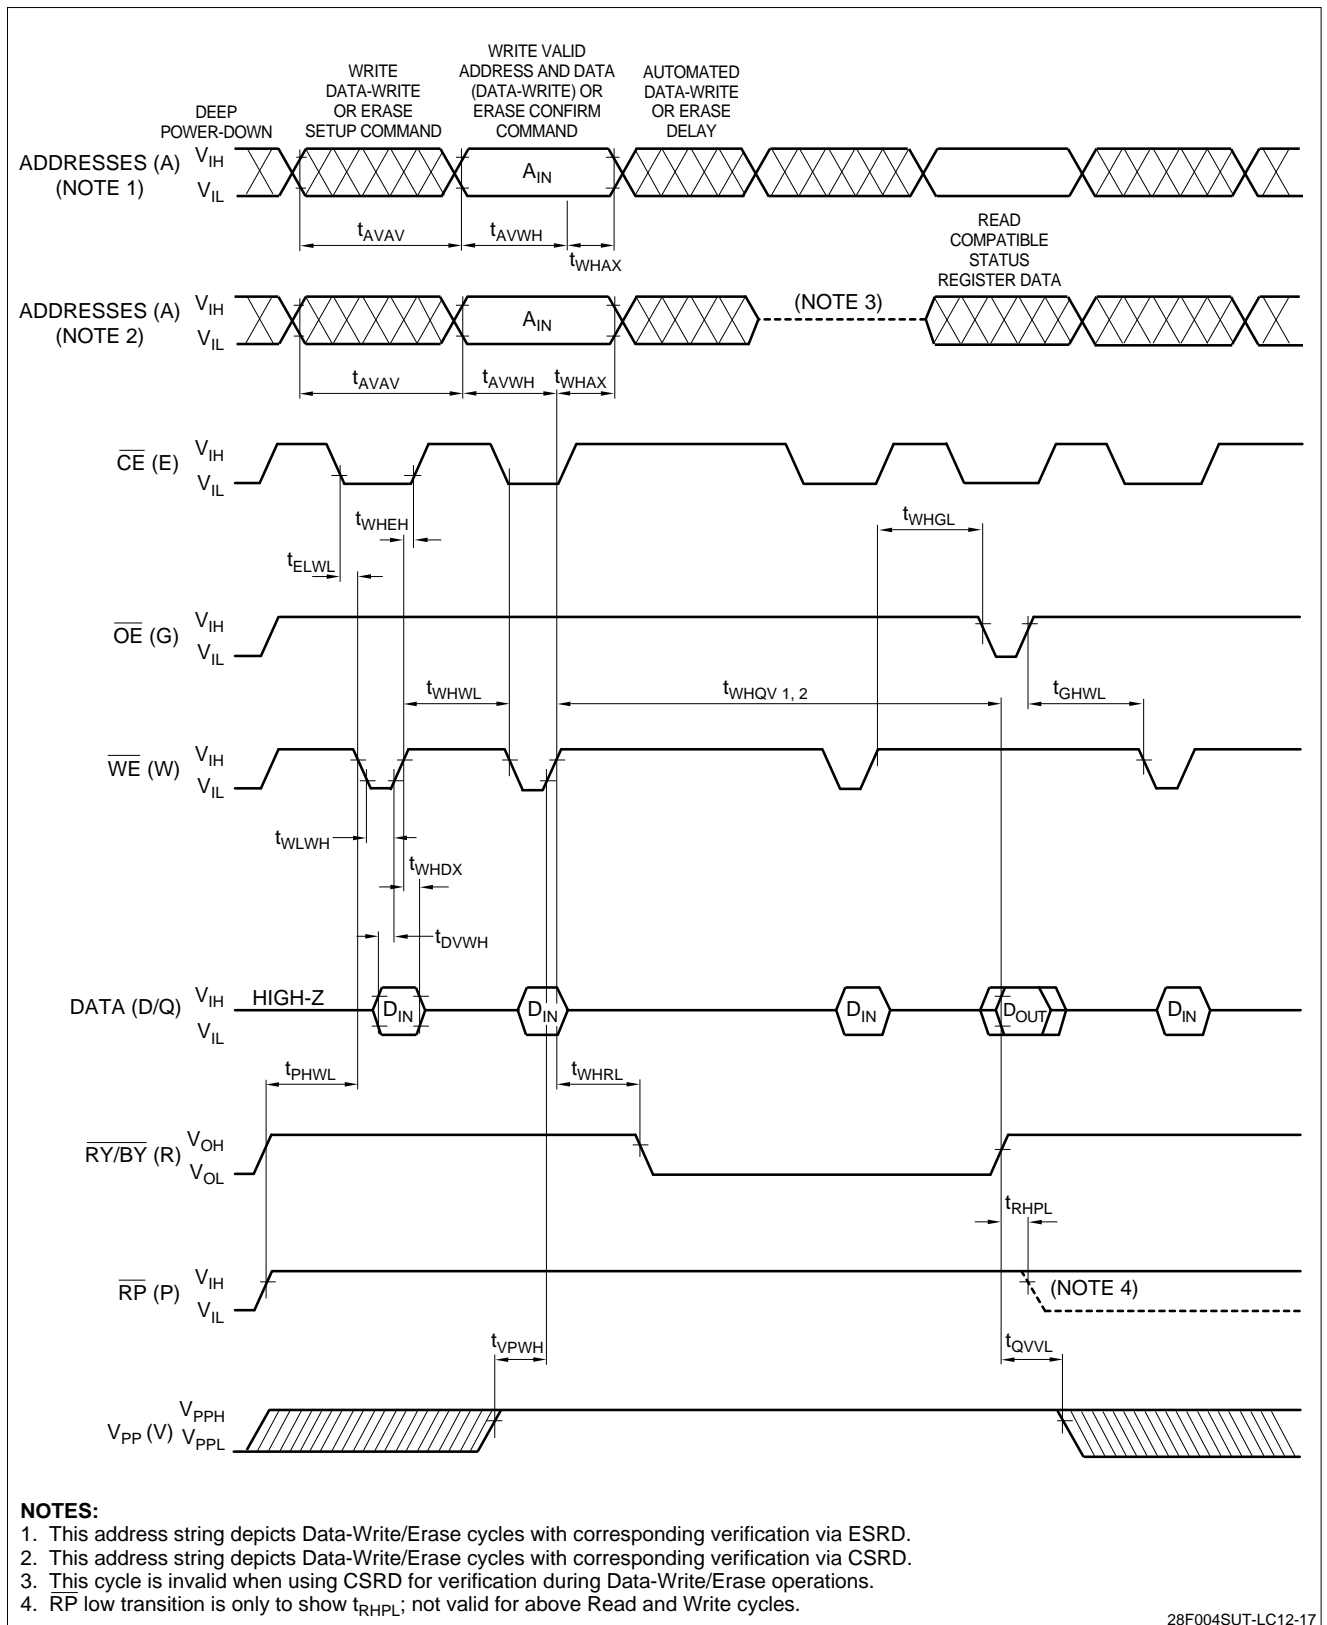 WRITE VALID
WRITE ADDRESS AND DATA AUTOMATED
DATA-WRITE (DATA-WRITE) OR DATA-WRITE
DEEP OR ERASE ERASE CONFIRM OR ERASE
POWER-DOWN SETUP COMMAND COMMAND DELAY
ADDRESSES (A) VIH
(NOTE 1) VIL
AIN
tAVAV tAVWH
tWHAX
READ
COMPATIBLE
STATUS
REGISTER DATA
ADDRESSES (A) VIH
(NOTE 2) VIL
AIN
(NOTE 3)
tAVAV tAVWH tWHAX
CE (E) VIH
VIL
tWHEH tWHGL
tELWL
OE (G) VIH
VIL
tWHWL tWHQV 1, 2 tGHWL
WE (W) VIH
VIL
tWLWH
tWHDX
tDVWH
DATA (D/Q) VIH
VIL
HIGH-Z DIN DIN DIN DOUT DIN
tPHWL tWHRL
RY/BY (R) VOH
VOL
tRHPL
RP (P) VIH
VIL
(NOTE 4)
tVPWH tQVVL
VPP (V) VPPH
VPPL
NOTES:
1. This address string depicts Data-Write/Erase cycles with corresponding verification via ESRD.
2. This address string depicts Data-Write/Erase cycles with corresponding verification via CSRD.
3. This cycle is invalid when using CSRD for verification during Data-Write/Erase operations.
4. RP low transition is only to show tRHPL; not valid for above Read and Write cycles.
28F004SUT-LC12-17